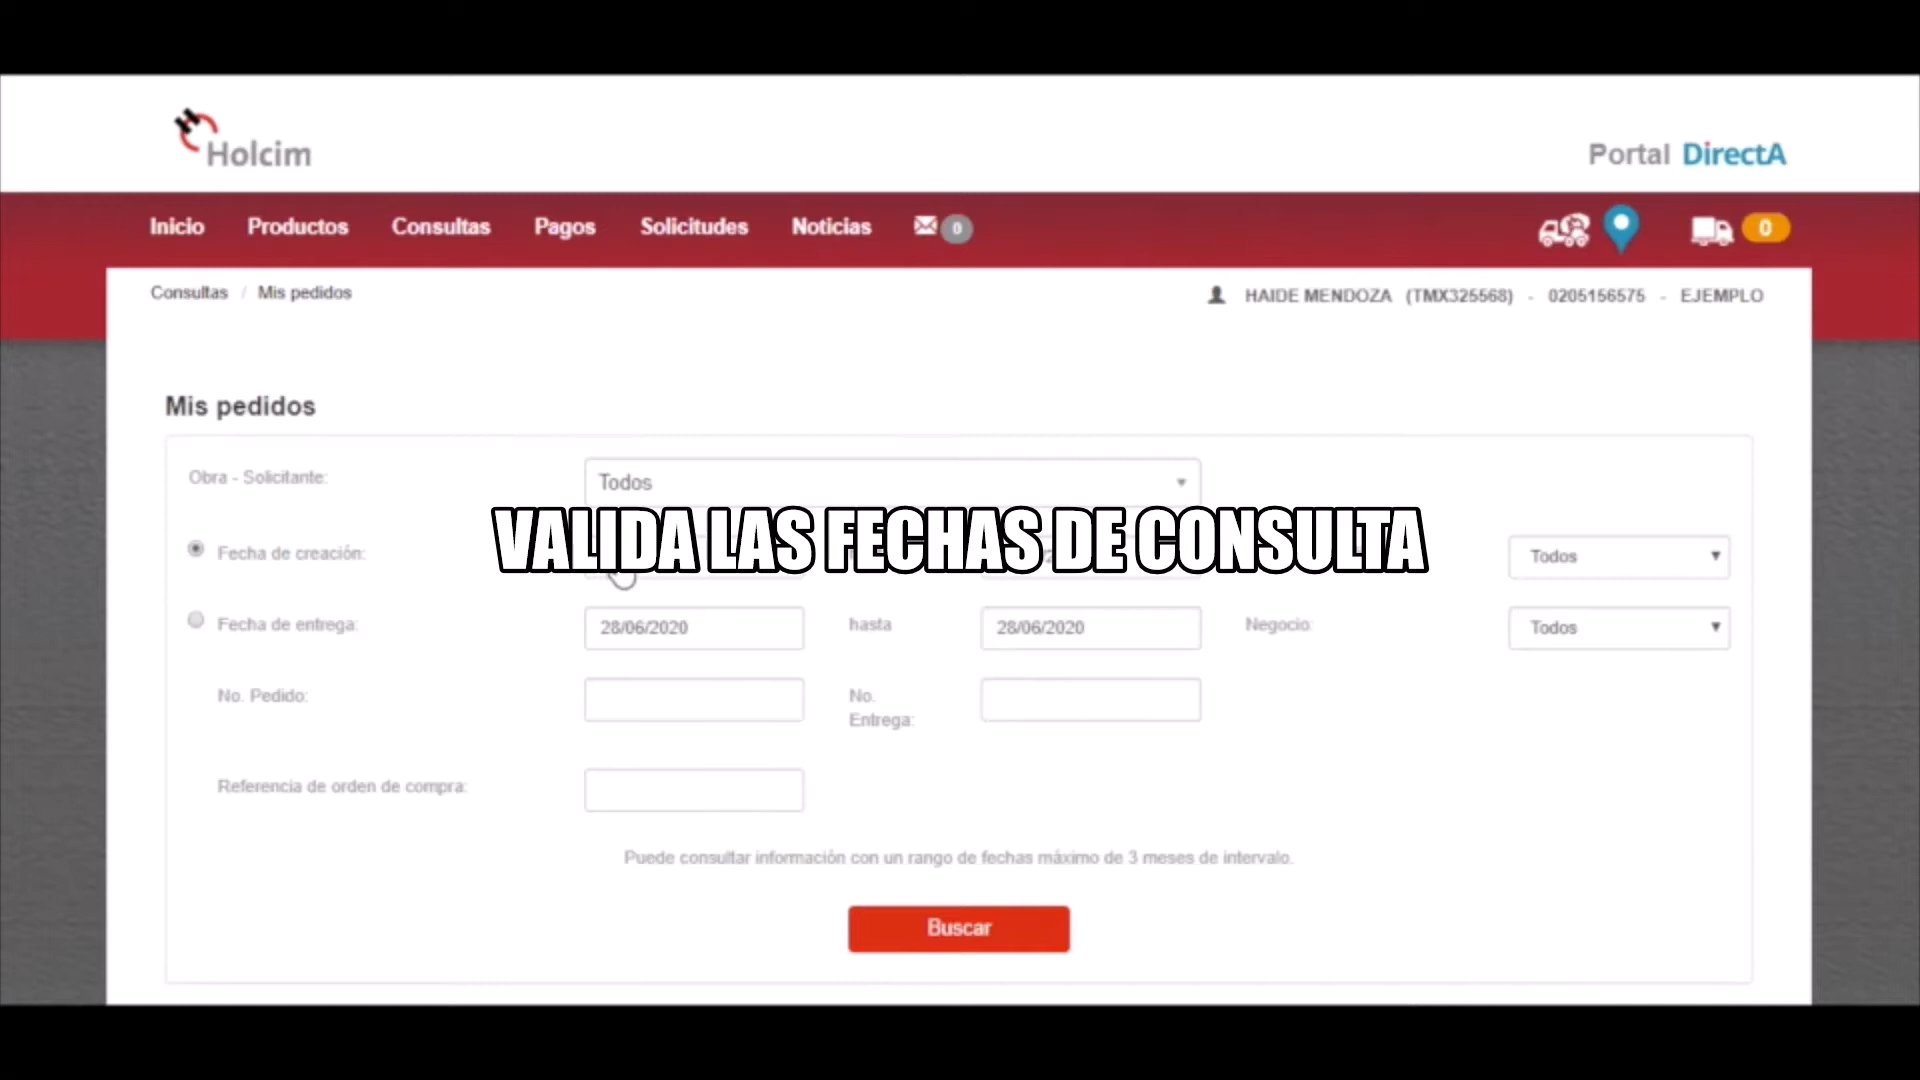 Holcim
Portal DirectA
Inicio Productos Consultas Pagos Solicitudes Noticias 0 0
Consultas / Mis pedidos
HAIDE MENDOZA (TMX325568) - 0205156575 - EJEMPLO
Mis pedidos
Obra - Solicitante: Todos
VALIDA LAS FECHAS DE CONSULTA
Fecha de creación: Todos
Fecha de entrega: 28/06/2020 hasta 28/06/2020 Negocio: Todos
No. Pedido: No.
Entrega:
Referencia de orden de compra:
Puede consultar información con un rango de fechas máximo de 3 meses de intervalo.
Buscar